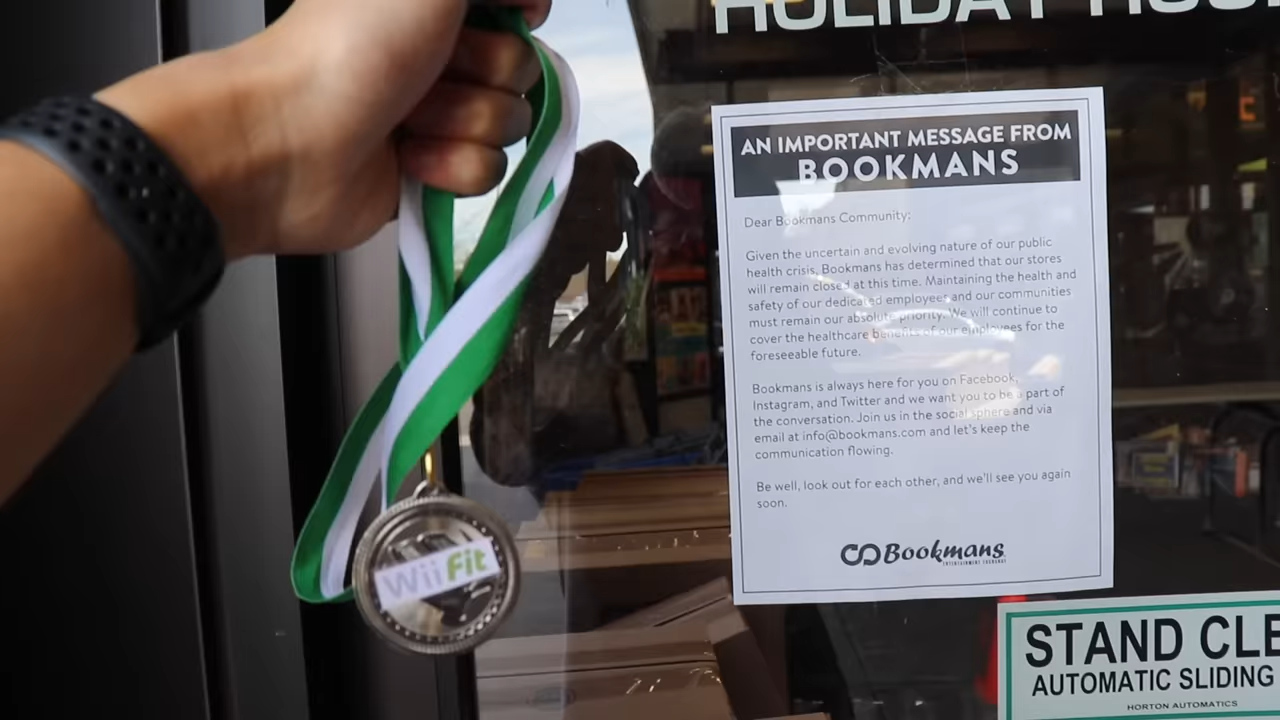 HOLIDAY
AN IMPORTANT MESSAGE FROM
BOOKMANS
Dear Bookmans Community:
Given the uncertain and evolving nature of our public
health crisis, Bookmans has determined that our stores
will remain closed at this time. Maintaining the health and
safety of our dedicated employees and our communities
must remain our absolute priority. We will continue to
cover the healthcare benefits of our employees for the
foreseeable future.
Bookmans is always here for you on Facebook,
Instagram, and Twitter and we want you to be a part of
the conversation. Join us in the social sphere and via
email at info@bookmans.com and let's keep the
communication flowing.
Be well, look out for each other, and we'll see you again
soon.
Bookmans
ENTERTAINMENT EXCHANGE
Wii Fit
STAND CLE
AUTOMATIC SLIDING
HORTON AUTOMATICS